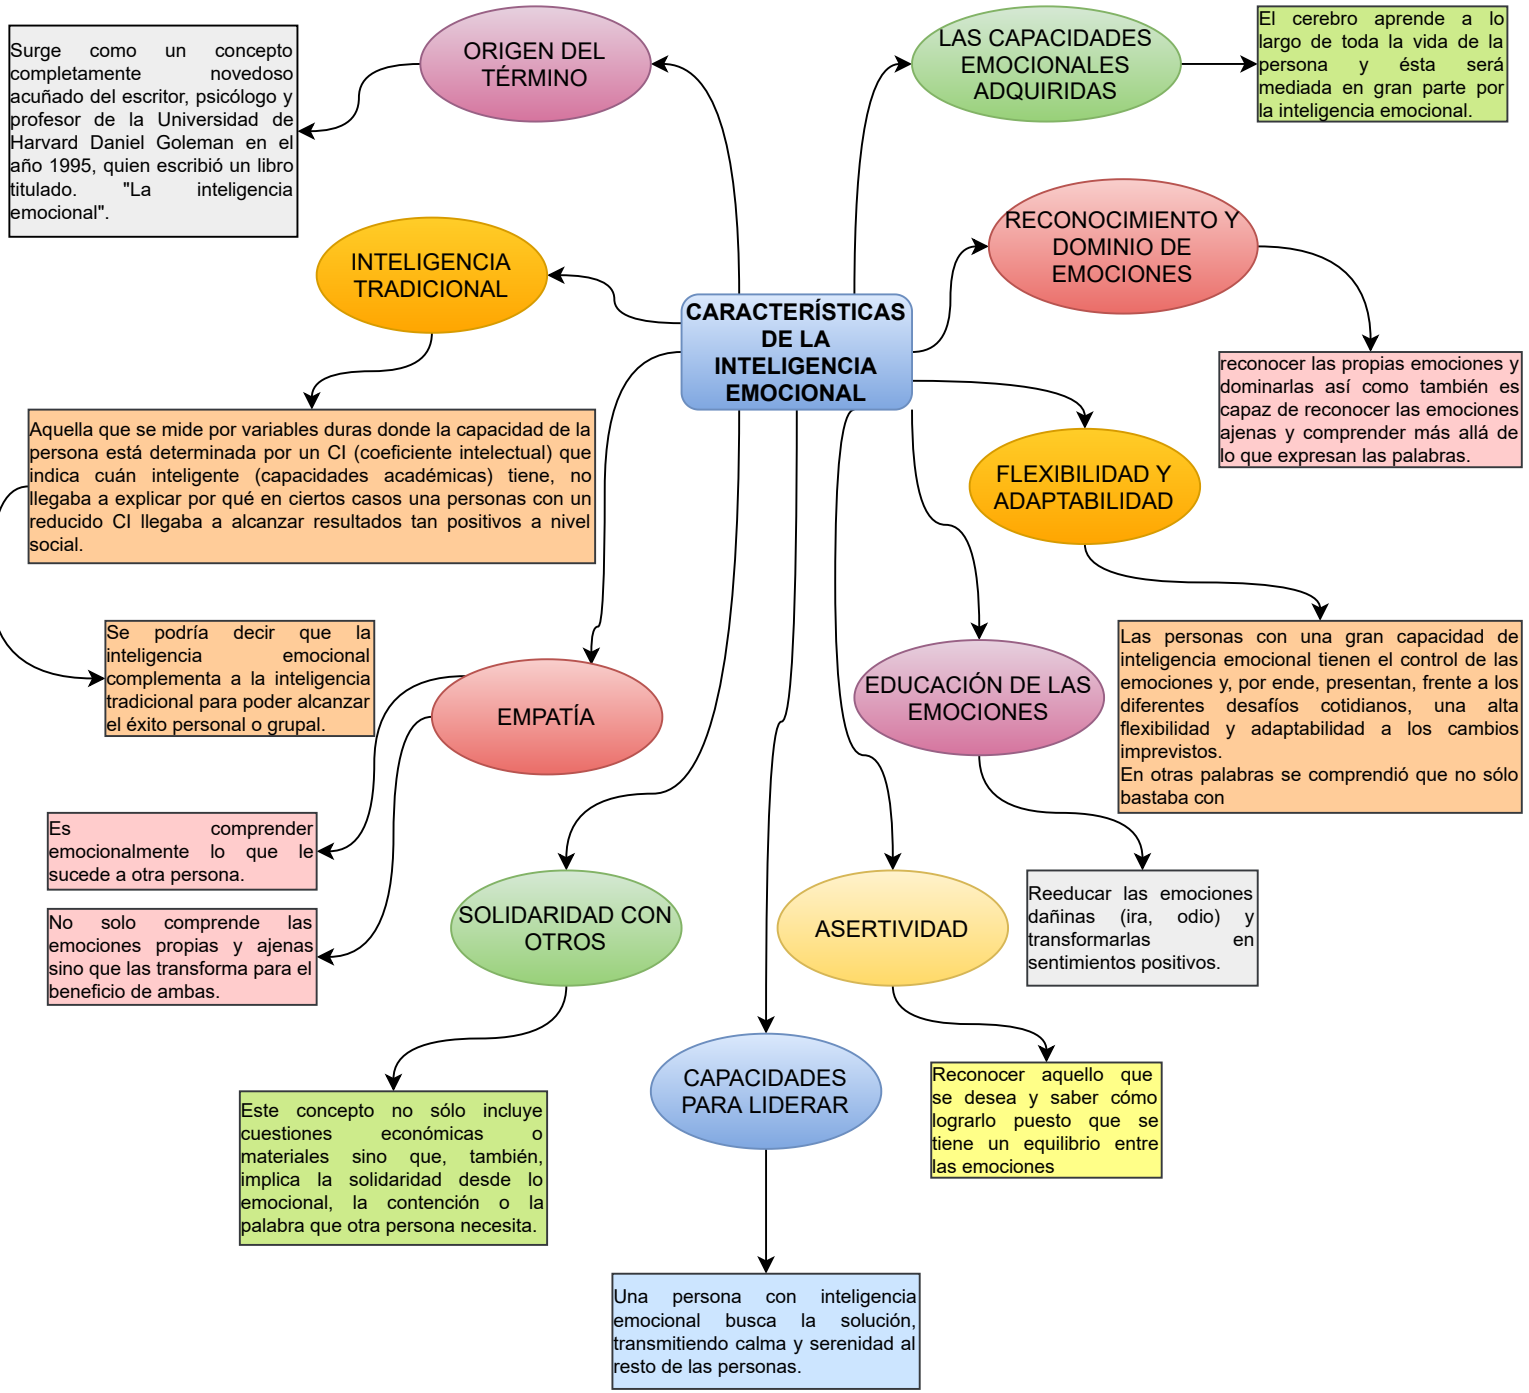 CARACTERÍSTICAS
DE LA
INTELIGENCIA
EMOCIONAL
ORIGEN DEL
TÉRMINO
Surge como un concepto
completamente novedoso
acuñado del escritor, psicólogo y
profesor de la Universidad de
Harvard Daniel Goleman en el
año 1995, quien escribió un libro
titulado. "La inteligencia
emocional".
LAS CAPACIDADES
EMOCIONALES
ADQUIRIDAS
El cerebro aprende a lo
largo de toda la vida de la
persona y ésta será
mediada en gran parte por
la inteligencia emocional.
RECONOCIMIENTO Y
DOMINIO DE
EMOCIONES
reconocer las propias emociones y
dominarlas así como también es
capaz de reconocer las emociones
ajenas y comprender más allá de
lo que expresan las palabras.
INTELIGENCIA
TRADICIONAL
Aquella que se mide por variables duras donde la capacidad de la
persona está determinada por un CI (coeficiente intelectual) que
indica cuán inteligente (capacidades académicas) tiene, no
llegaba a explicar por qué en ciertos casos una personas con un
reducido CI llegaba a alcanzar resultados tan positivos a nivel
social.
Se podría decir que la
inteligencia emocional
complementa a la inteligencia
tradicional para poder alcanzar
el éxito personal o grupal.
FLEXIBILIDAD Y
ADAPTABILIDAD
Las personas con una gran capacidad de
inteligencia emocional tienen el control de las
emociones y, por ende, presentan, frente a los
diferentes desafíos cotidianos, una alta
flexibilidad y adaptabilidad a los cambios
imprevistos.
En otras palabras se comprendió que no sólo
bastaba con
EMPATÍA
Es comprender
emocionalmente lo que le
sucede a otra persona.
No solo comprende las
emociones propias y ajenas
sino que las transforma para el
beneficio de ambas.
EDUCACIÓN DE LAS
EMOCIONES
Reeducar las emociones
dañinas (ira, odio) y
transformarlas en
sentimientos positivos.
SOLIDARIDAD CON
OTROS
Este concepto no sólo incluye
cuestiones económicas o
materiales sino que, también,
implica la solidaridad desde lo
emocional, la contención o la
palabra que otra persona necesita.
ASERTIVIDAD
Reconocer aquello que
se desea y saber cómo
lograrlo puesto que se
tiene un equilibrio entre
las emociones
CAPACIDADES
PARA LIDERAR
Una persona con inteligencia
emocional busca la solución,
transmitiendo calma y serenidad al
resto de las personas.